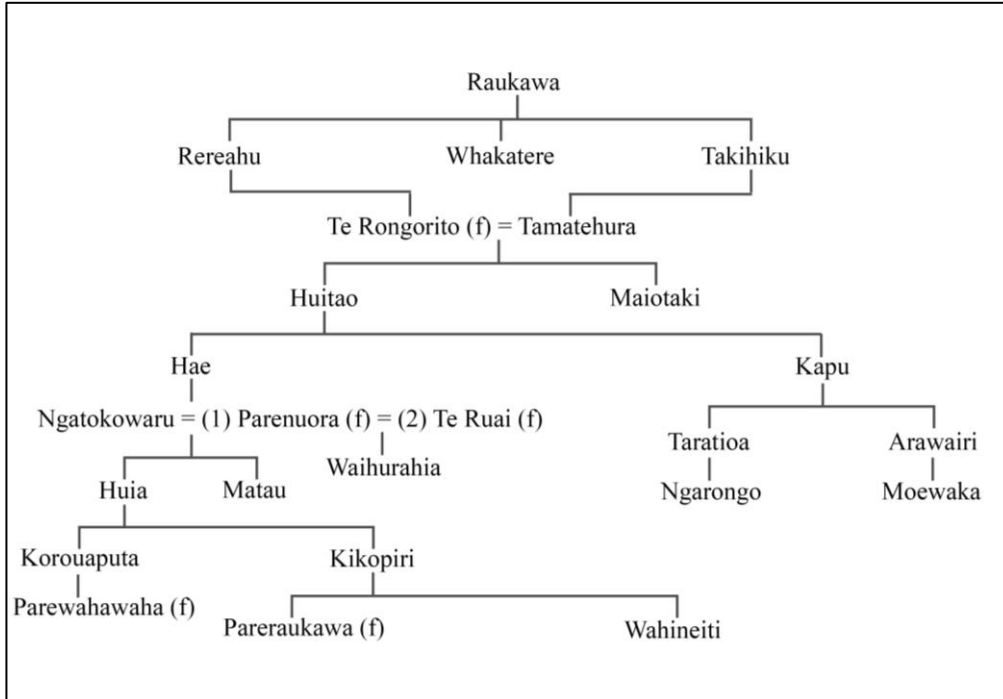 Raukawa
Rereahu Whakatere Takihiku
Te Rongorito (f) = Tamatehura
Huitao Maiotaki
Hae Kapu
Ngatokowaru = (1) Parenuora (f) = (2) Te Ruai (f)
Taratioa Arawairi
Waihurahia
Huia Matau Ngarongo Moewaka
Korouaputa Kikopiri
Parewahawaha (f)
Pareraukawa (f) Wahineiti